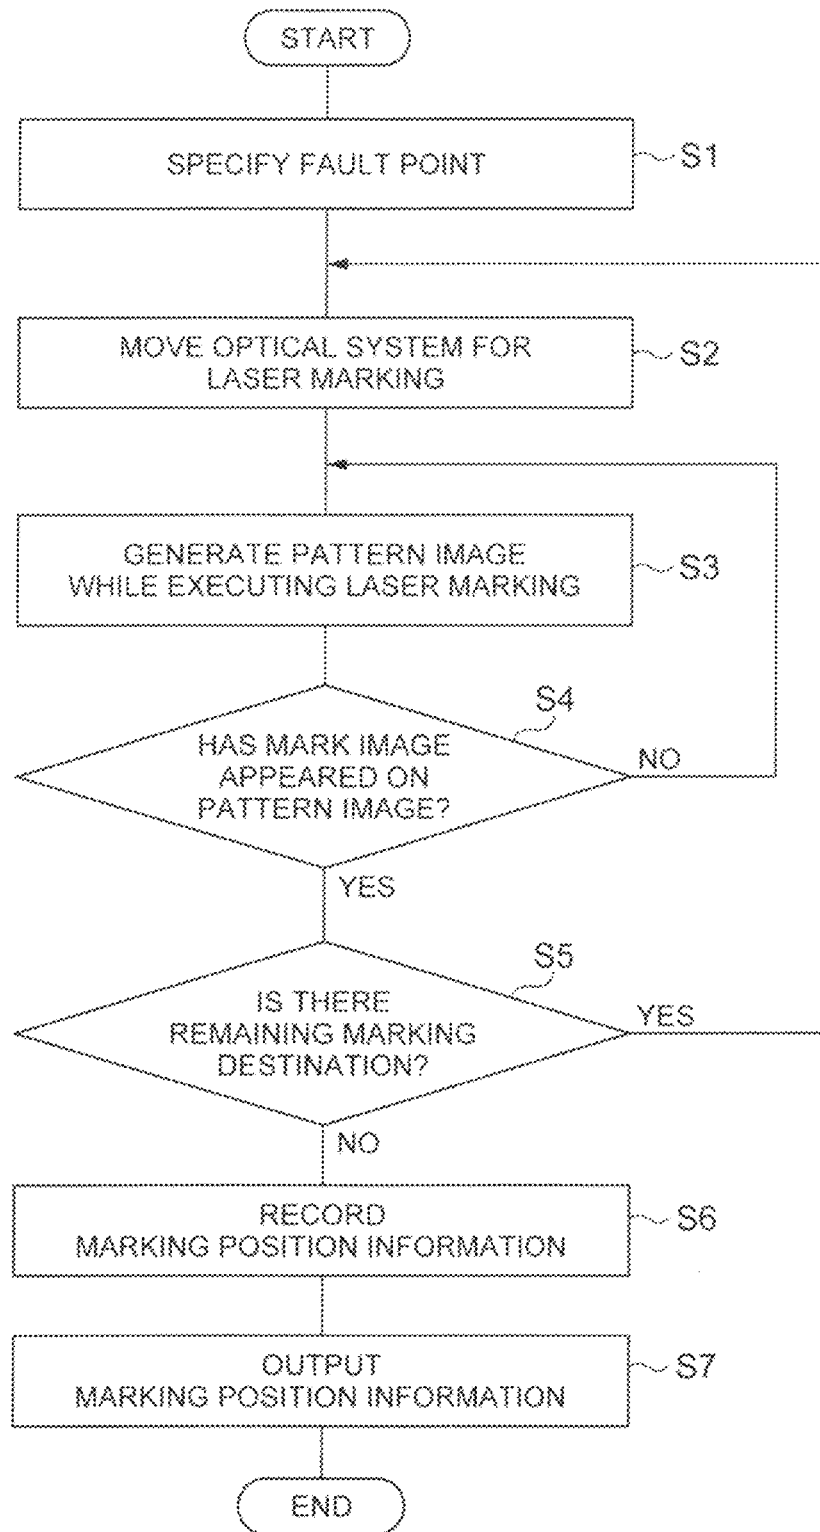 START
SPECIFY FAULT POINT
S1
MOVE OPTICAL SYSTEM FOR
LASER MARKING
S2
GENERATE PATTERN IMAGE
WHILE EXECUTING LASER MARKING
S3
S4
HAS MARK IMAGE
APPEARED ON
PATTERN IMAGE?
NO
YES
S5
IS THERE
REMAINING MARKING
DESTINATION?
YES
NO
RECORD
MARKING POSITION INFORMATION
S6
OUTPUT
MARKING POSITION INFORMATION
S7
END